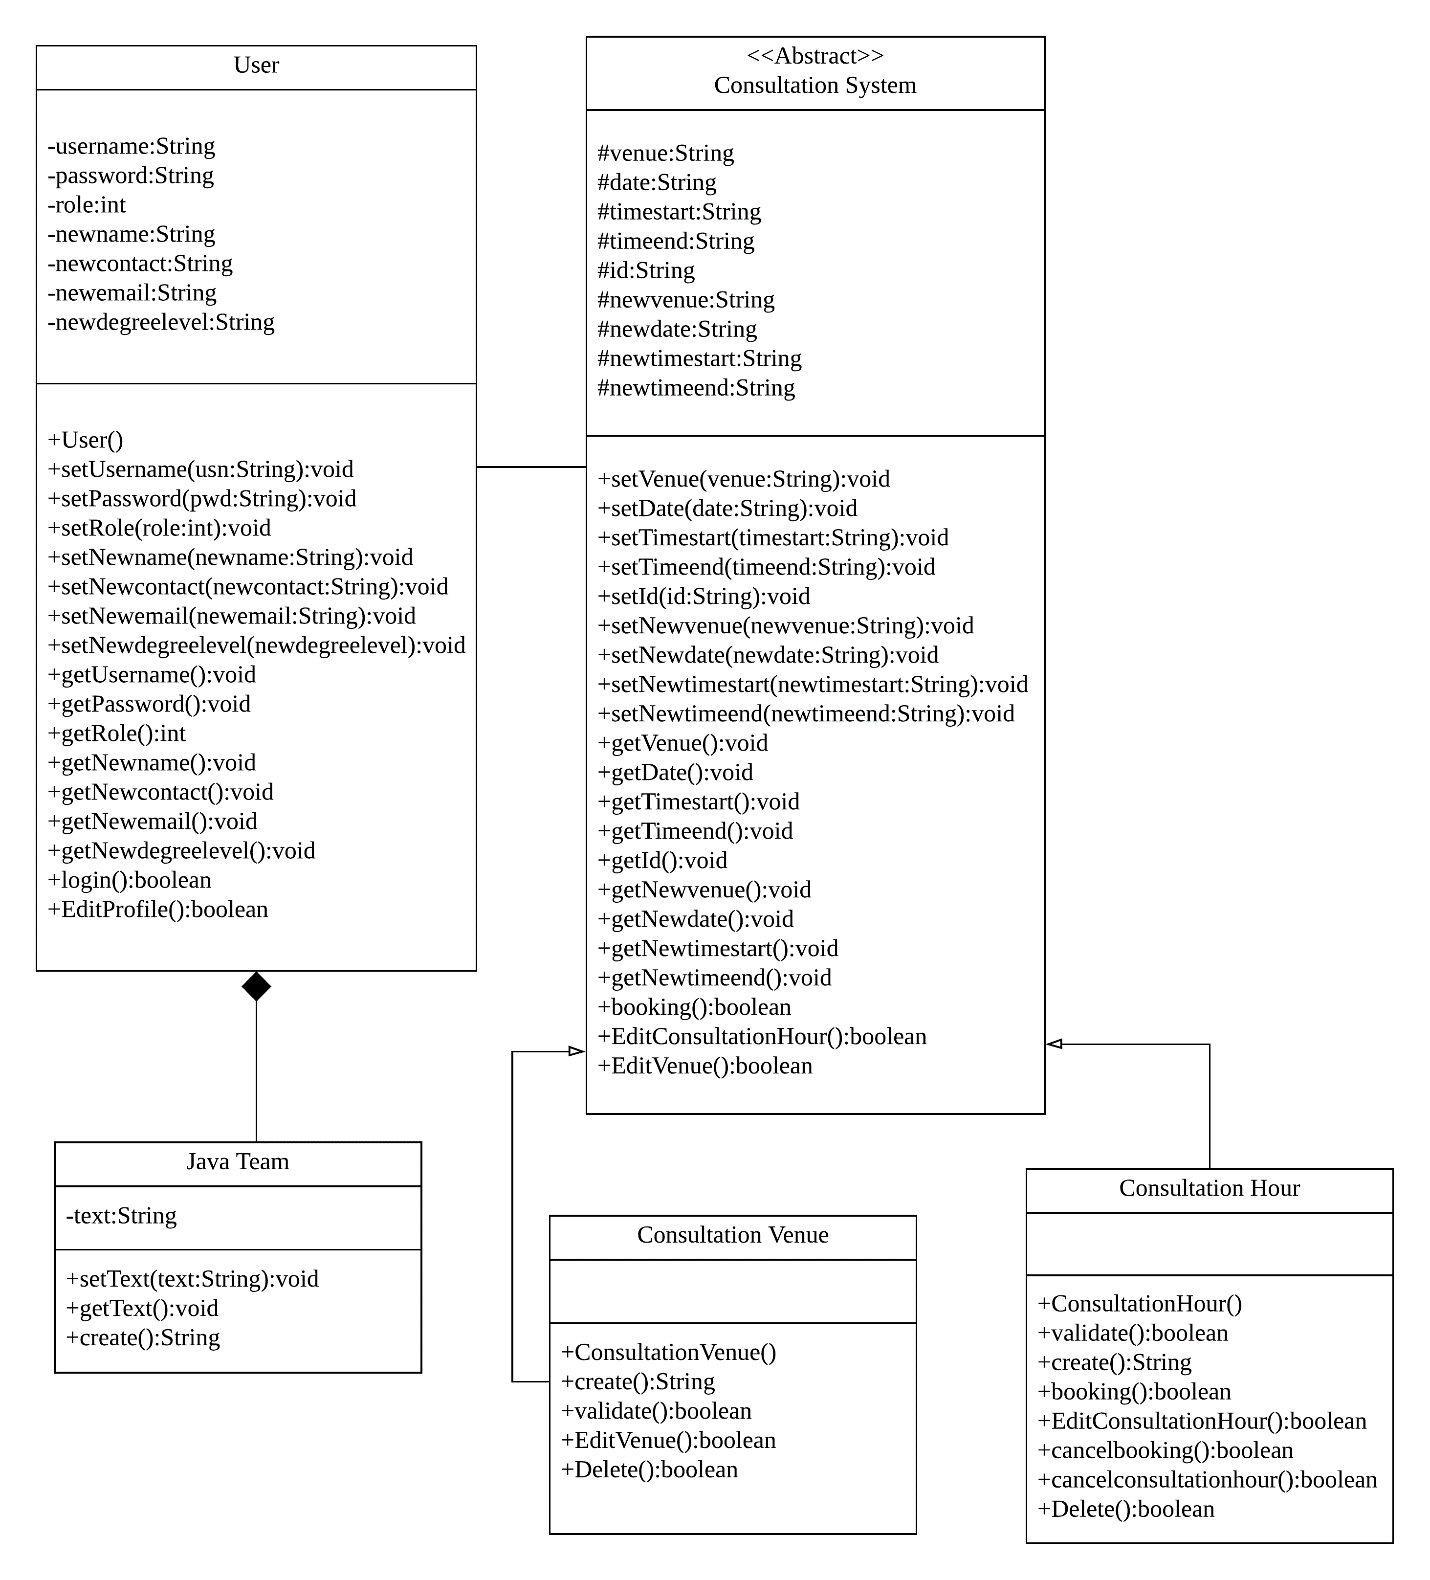 User
-username:String
-password:String
-role:int
-newname:String
-newcontact:String
-newemail:String
-newdegreelevel:String
+User()
+setUsername(usn:String):void
+setPassword(pwd:String):void
+setRole(role:int):void
+setNewname(newname:String):void
+setNewcontact(newcontact:String):void
+setNewemail(newemail:String):void
+setNewdegreelevel(newdegreelevel):void
+getUsername():void
+getPassword():void
+getRole():int
+getNewname():void
+getNewcontact():void
+getNewemail():void
+getNewdegreelevel():void
+login():boolean
+EditProfile():boolean
<<Abstract>>
Consultation System
#venue:String
#date:String
#timestart:String
#timeend:String
#id:String
#newvenue:String
#newdate:String
#newtimestart:String
#newtimeend:String
+setVenue(venue:String):void
+setDate(date:String):void
+setTimestart(timestart:String):void
+setTimeend(timeend:String):void
+setId(id:String):void
+setNewvenue(newvenue:String):void
+setNewdate(newdate:String):void
+setNewtimestart(newtimestart:String):void
+setNewtimeend(newtimeend:String):void
+getVenue():void
+getDate():void
+getTimestart():void
+getTimeend():void
+getId():void
+getNewvenue():void
+getNewdate():void
+getNewtimestart():void
+getNewtimeend():void
+booking():boolean
+EditConsultationHour():boolean
+EditVenue():boolean
Java Team
-text:String
+setText(text:String):void
+getText():void
+create():String
Consultation Venue
+ConsultationVenue()
+create():String
+validate():boolean
+EditVenue():boolean
+Delete():boolean
Consultation Hour
+ConsultationHour()
+validate():boolean
+create():String
+booking():boolean
+EditConsultationHour():boolean
+cancelbooking():boolean
+cancelconsultationhour():boolean
+Delete():boolean